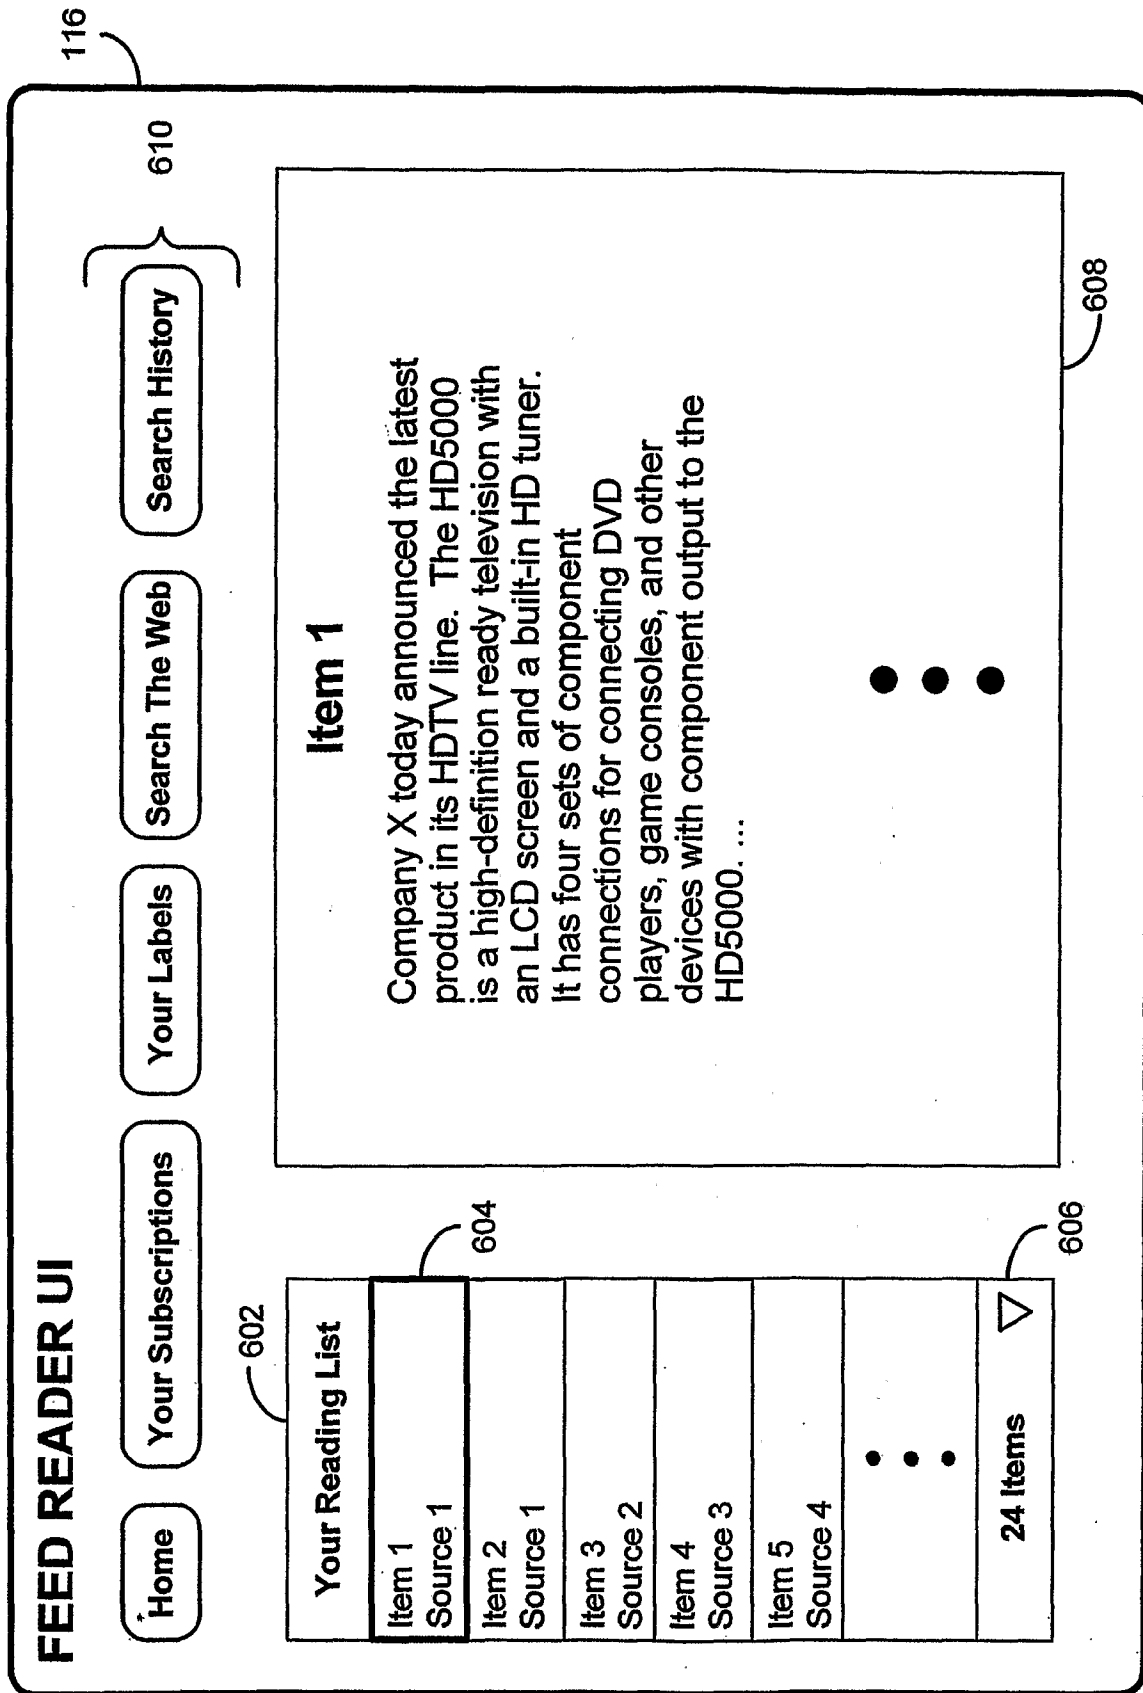 116
FEED READER UI
Home
Your Subscriptions
Your Labels
Search The Web
Search History
610
602
Your Reading List
Item 1
Source 1
604
Item 2
Source 1
Item 3
Source 2
Item 4
Source 3
Item 5
Source 4
24 Items
606
Item 1
Company X today announced the latest
product in its HDTV line. The HD5000
is a high-definition ready television with
an LCD screen and a built-in HD tuner.
It has four sets of component
connections for connecting DVD
players, game consoles, and other
devices with component output to the
HD5000. ...
608